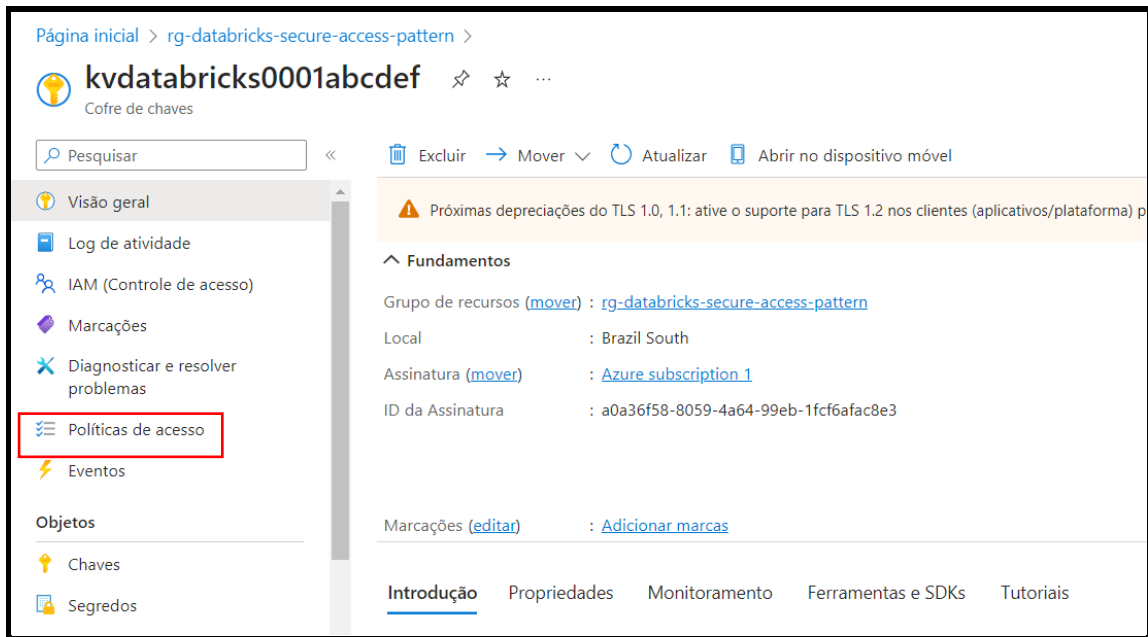 Página inicial > rg-databricks-secure-access-pattern >
kvdatabricks0001abcdef ...
Cofre de chaves
Pesquisar «
Visão geral
Log de atividade
IAM (Controle de acesso)
Marcações
Diagnosticar e resolver
problemas
Políticas de acesso
Eventos
Objetos
Chaves
Segredos
Excluir Mover Atualizar Abrir no dispositivo móvel
Próximas depreciações do TLS 1.0, 1.1: ative o suporte para TLS 1.2 nos clientes (aplicativos/plataforma) p
Fundamentos
Grupo de recursos (mover) : rg-databricks-secure-access-pattern
Local : Brazil South
Assinatura (mover) : Azure subscription 1
ID da Assinatura : a0a36f58-8059-4a64-99eb-1fcf6afac8e3
Marcações (editar) : Adicionar marcas
Introdução Propriedades Monitoramento Ferramentas e SDKs Tutoriais